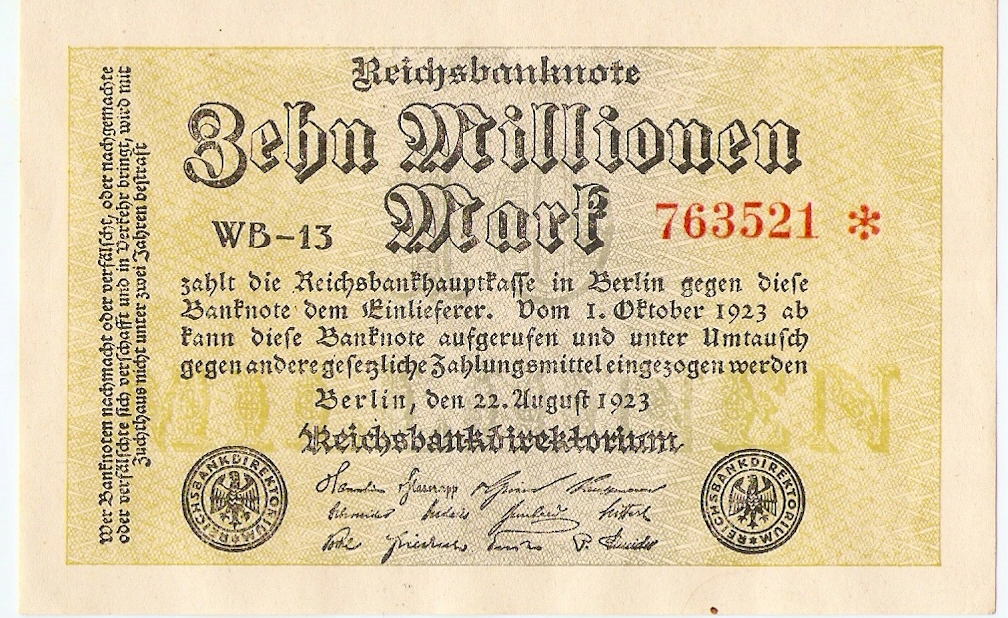 Reichsbanknote
Zehn Millionen
Mark
WB-13
763521 *
zahlt die Reichsbankhauptkasse in Berlin gegen diese
Banknote dem Einlieferer. Vom 1. Oktober 1923 ab
kann diese Banknote aufgerufen und unter Umtausch
gegen andere gesetzliche Zahlungsmittel eingezogen werden
Berlin, den 22. August 1923
Reichsbankdirektorium
Wer Banknoten nachmacht oder verfälscht, oder nachgemachte
oder verfälschte sich verschafft und in Verkehr bringt, wird mit
Zuchthaus nicht unter zwei Jahren bestraft
REICHSBANKDIREKTORIUM
REICHSBANKDIREKTORIUM